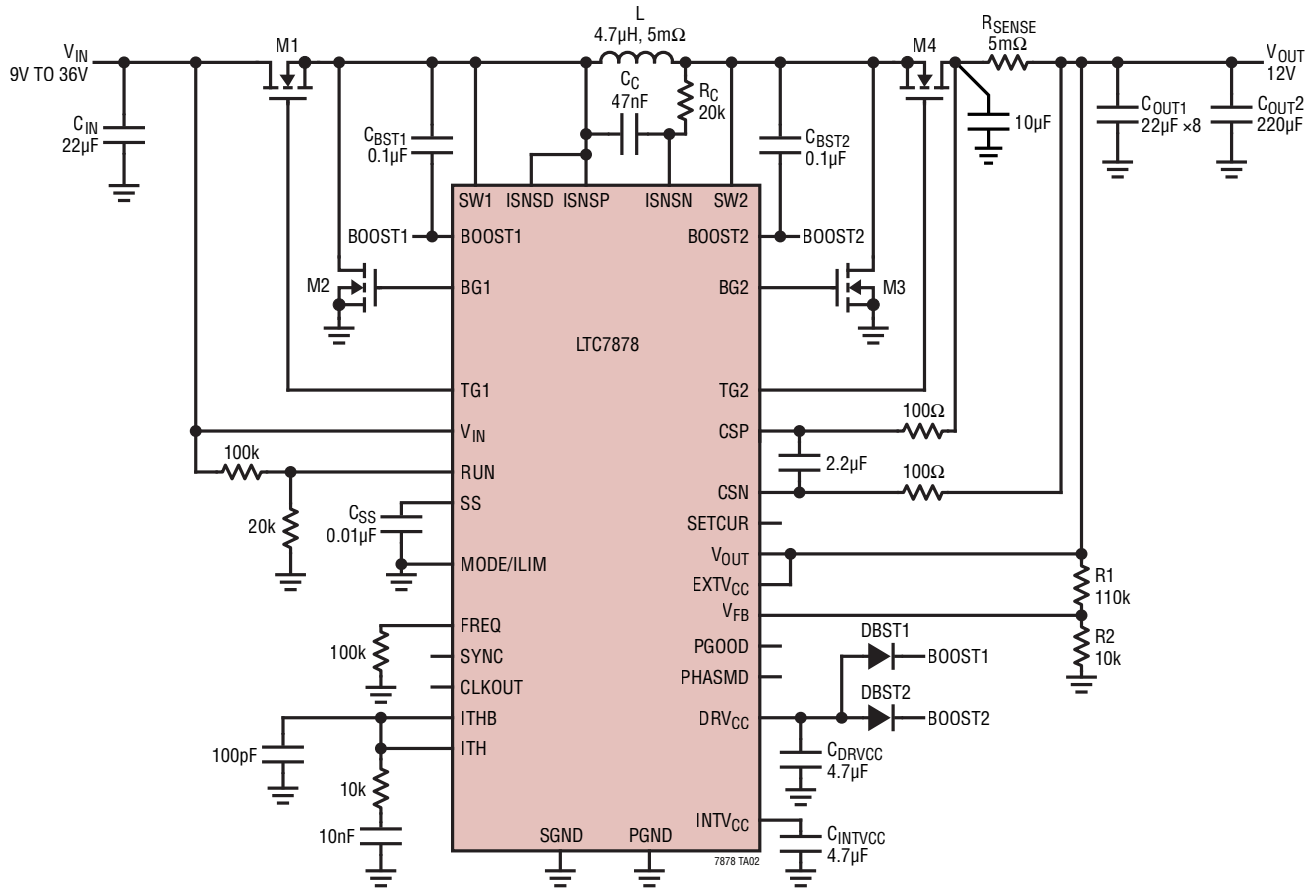 L
4.7µH, 5mΩ
RSENSE
5mΩ
VIN
9V TO 36V
M1
M4
VOUT
12V
CC
47nF
RC
20k
CIN
22µF
CBST1
0.1µF
CBST2
0.1µF
10µF
COUT1
22µF ×8
COUT2
220µF
SW1
ISNSD
ISNSP
ISNSN
SW2
BOOST1
BOOST1
BOOST2
BOOST2
M2
BG1
BG2
M3
LTC7878
TG1
TG2
100Ω
VIN
CSP
100k
2.2µF
RUN
100Ω
CSN
SS
CSS
0.01µF
20k
SETCUR
VOUT
MODE/ILIM
EXTVCC
R1
110k
VFB
FREQ
DBST1
R2
10k
100k
PGOOD
SYNC
BOOST1
PHASMD
CLKOUT
DBST2
ITHB
DRVCC
BOOST2
100pF
ITH
CDRVCC
4.7µF
10k
10nF
INTVCC
SGND
PGND
CINTVCC
4.7µF
7878 TA02